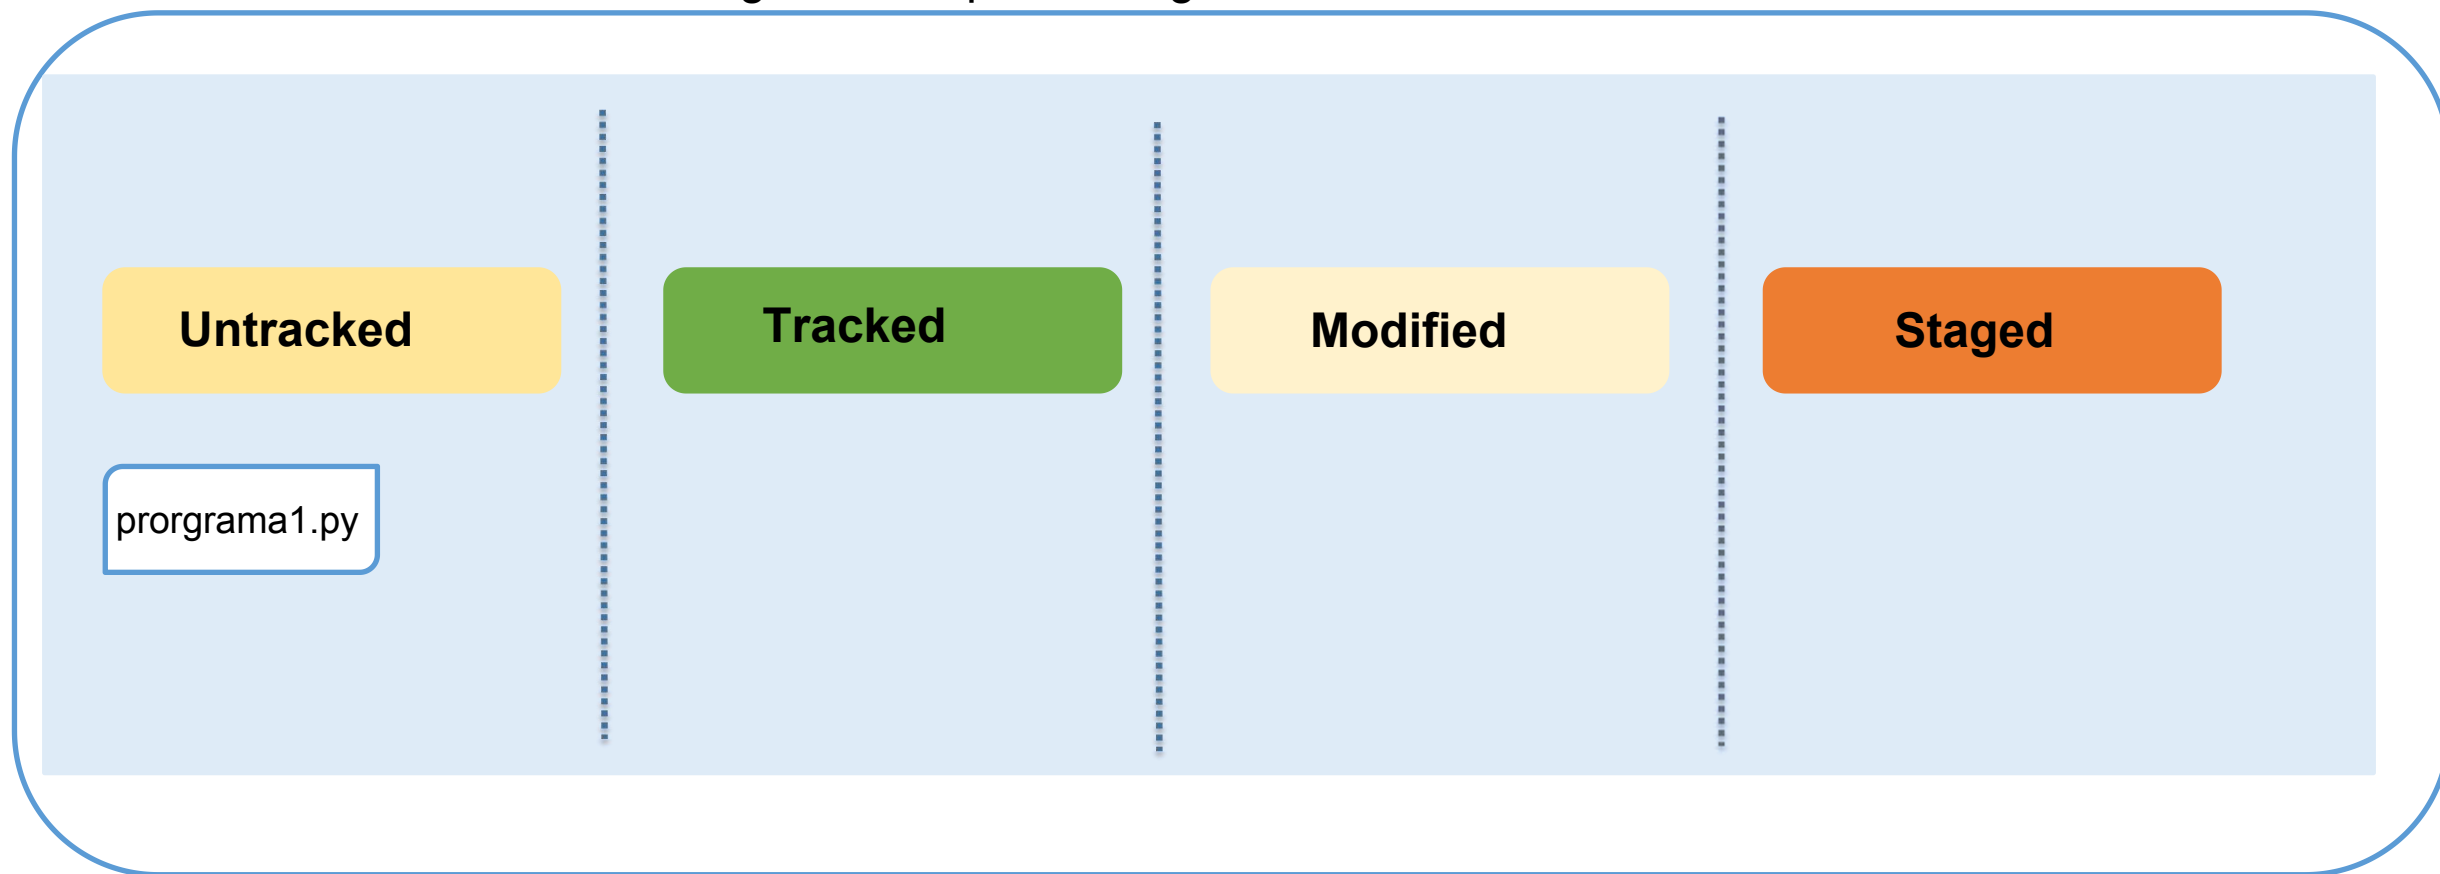 Untracked
Tracked
Modified
Staged
prorgrama1.py